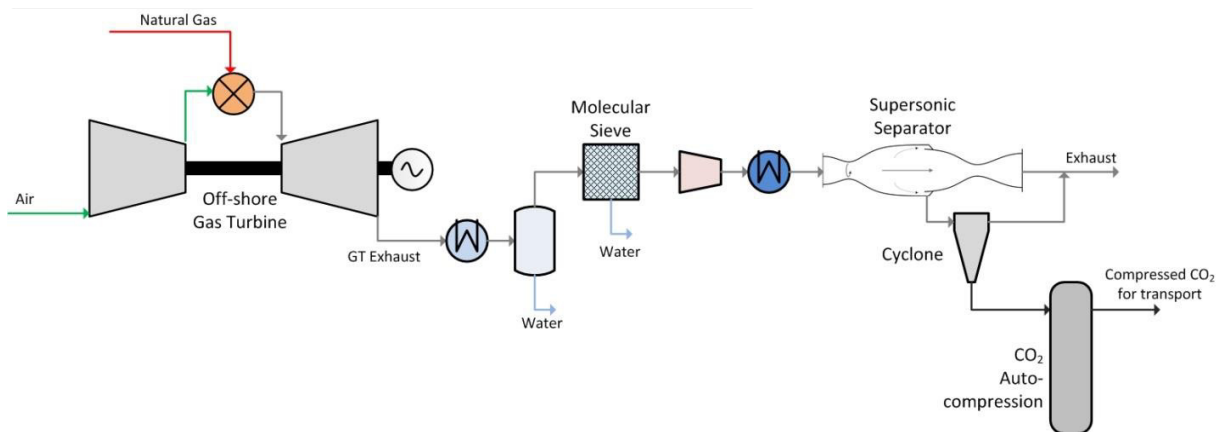 Natural Gas
Air
Off-shore
Gas Turbine
GT Exhaust
Water
Molecular
Sieve
Water
Supersonic
Separator
Exhaust
Cyclone
CO₂
Auto-
compression
Compressed CO₂
for transport